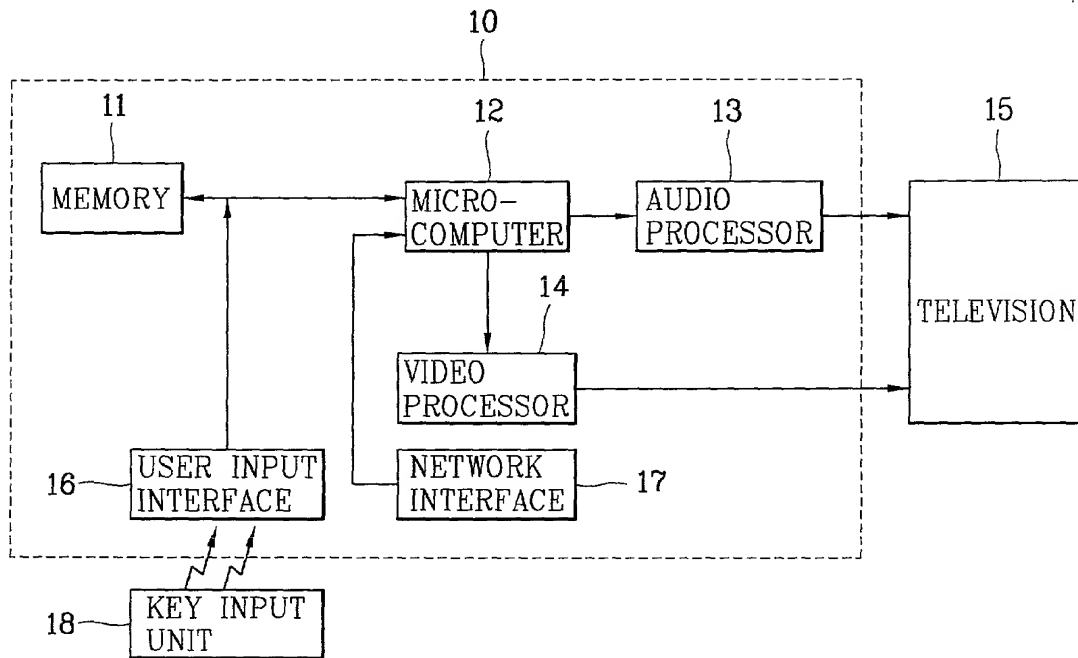 10
11
12
13
15
MEMORY
MICRO-
COMPUTER
AUDIO
PROCESSOR
14
TELEVISION
VIDEO
PROCESSOR
16
USER INPUT
INTERFACE
NETWORK
INTERFACE
17
18
KEY INPUT
UNIT